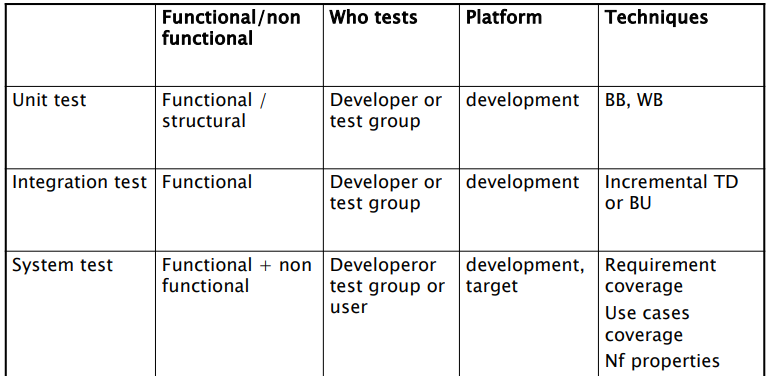 Functional/non functional
Who tests
Platform
Techniques
Unit test
Functional /
structural
Developer or
test group
development
BB, WB
Integration test
Functional
Developer or
test group
development
Incremental TD
or BU
System test
Functional + non
functional
Developeror
test group or
user
development,
target
Requirement
coverage
Use cases
coverage
Nf properties